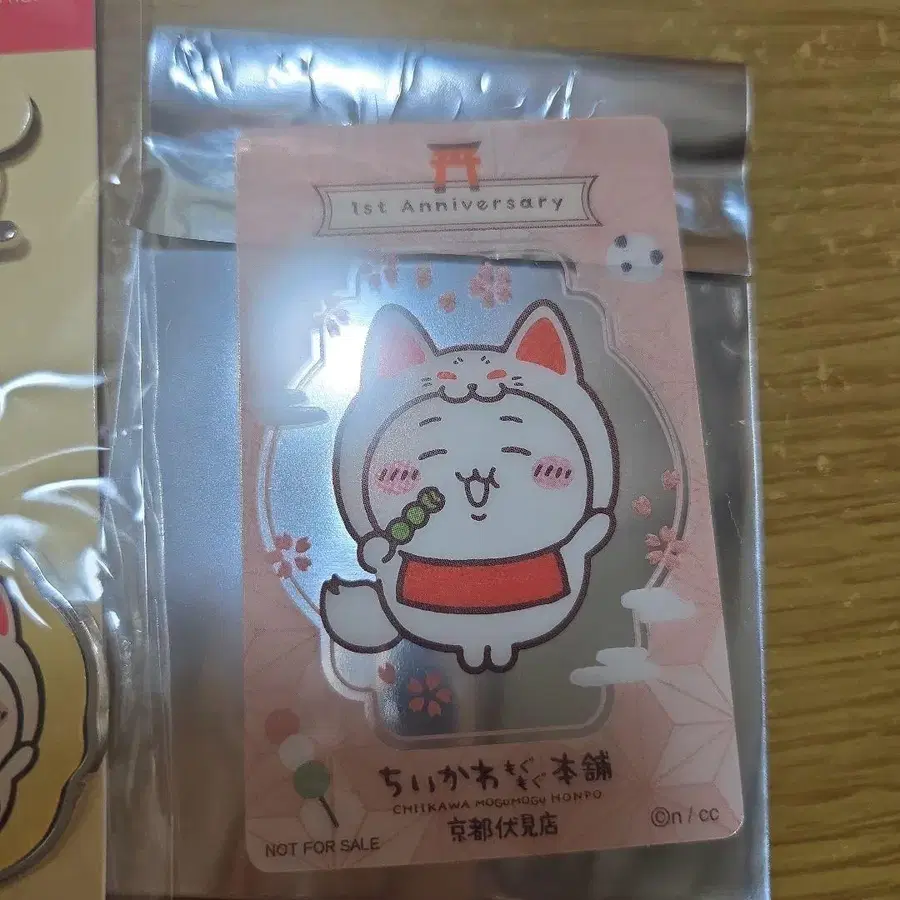 1st Anniversary
ちいかわもぐもぐ本舗
CHIIKAWA MOGUMOGU HONPO
京都伏見店
©n / cc
NOT FOR SALE